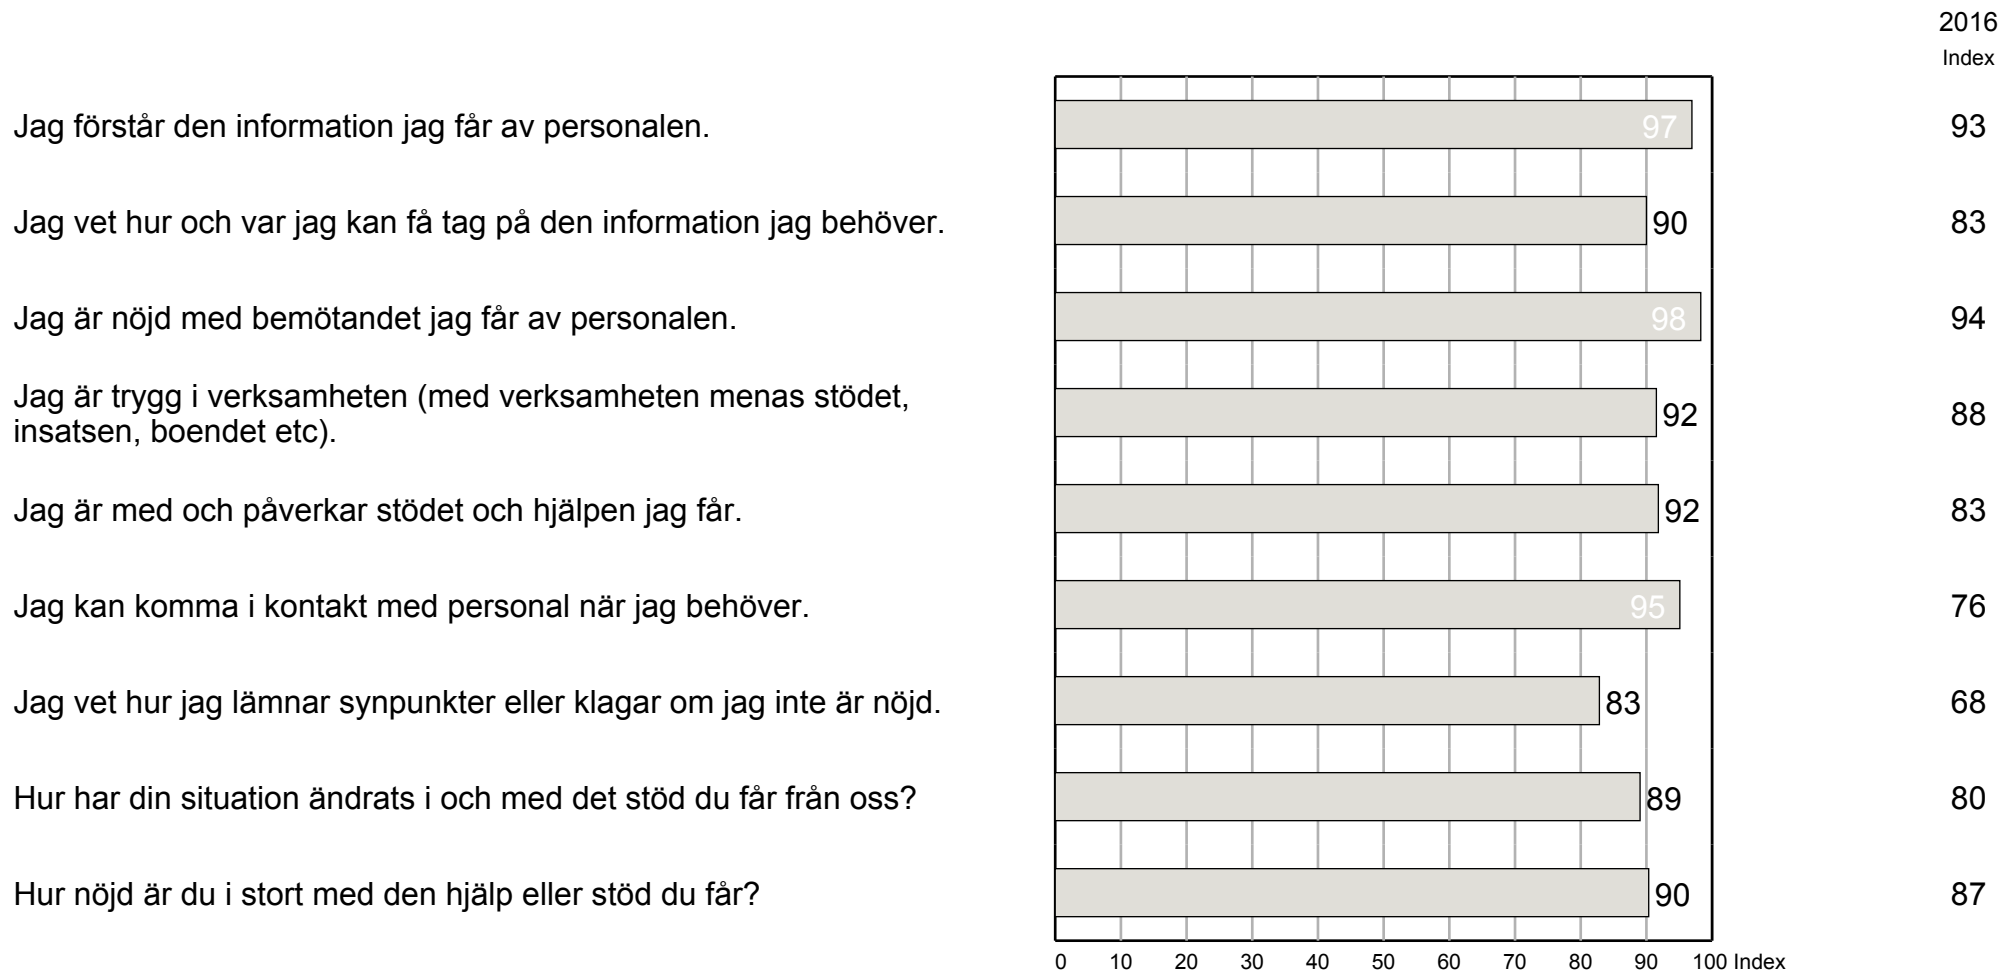 2016
Index
Jag förstår den information jag får av personalen. 97 93
Jag vet hur och var jag kan få tag på den information jag behöver. 90 83
Jag är nöjd med bemötandet jag får av personalen. 98 94
Jag är trygg i verksamheten (med verksamheten menas stödet,
insatsen, boendet etc). 92 88
Jag är med och påverkar stödet och hjälpen jag får. 92 83
Jag kan komma i kontakt med personal när jag behöver. 95 76
Jag vet hur jag lämnar synpunkter eller klagar om jag inte är nöjd. 83 68
Hur har din situation ändrats i och med det stöd du får från oss? 89 80
Hur nöjd är du i stort med den hjälp eller stöd du får? 90 87
0 10 20 30 40 50 60 70 80 90 100 Index